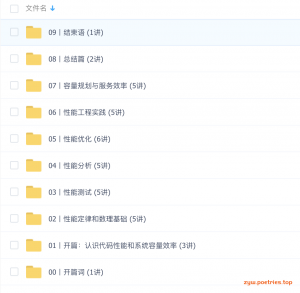 文件名
09丨结束语 (1讲)
08丨总结篇 (2讲)
07丨容量规划与服务效率 (5讲)
06丨性能工程实践 (5讲)
05丨性能优化 (6讲)
04丨性能分析 (5讲)
03丨性能测试 (5讲)
02丨性能定律和数理基础 (5讲)
01丨开篇：认识代码性能和系统容量效率 (3讲)
00丨开篇词 (1讲)
zyu.poetries.top